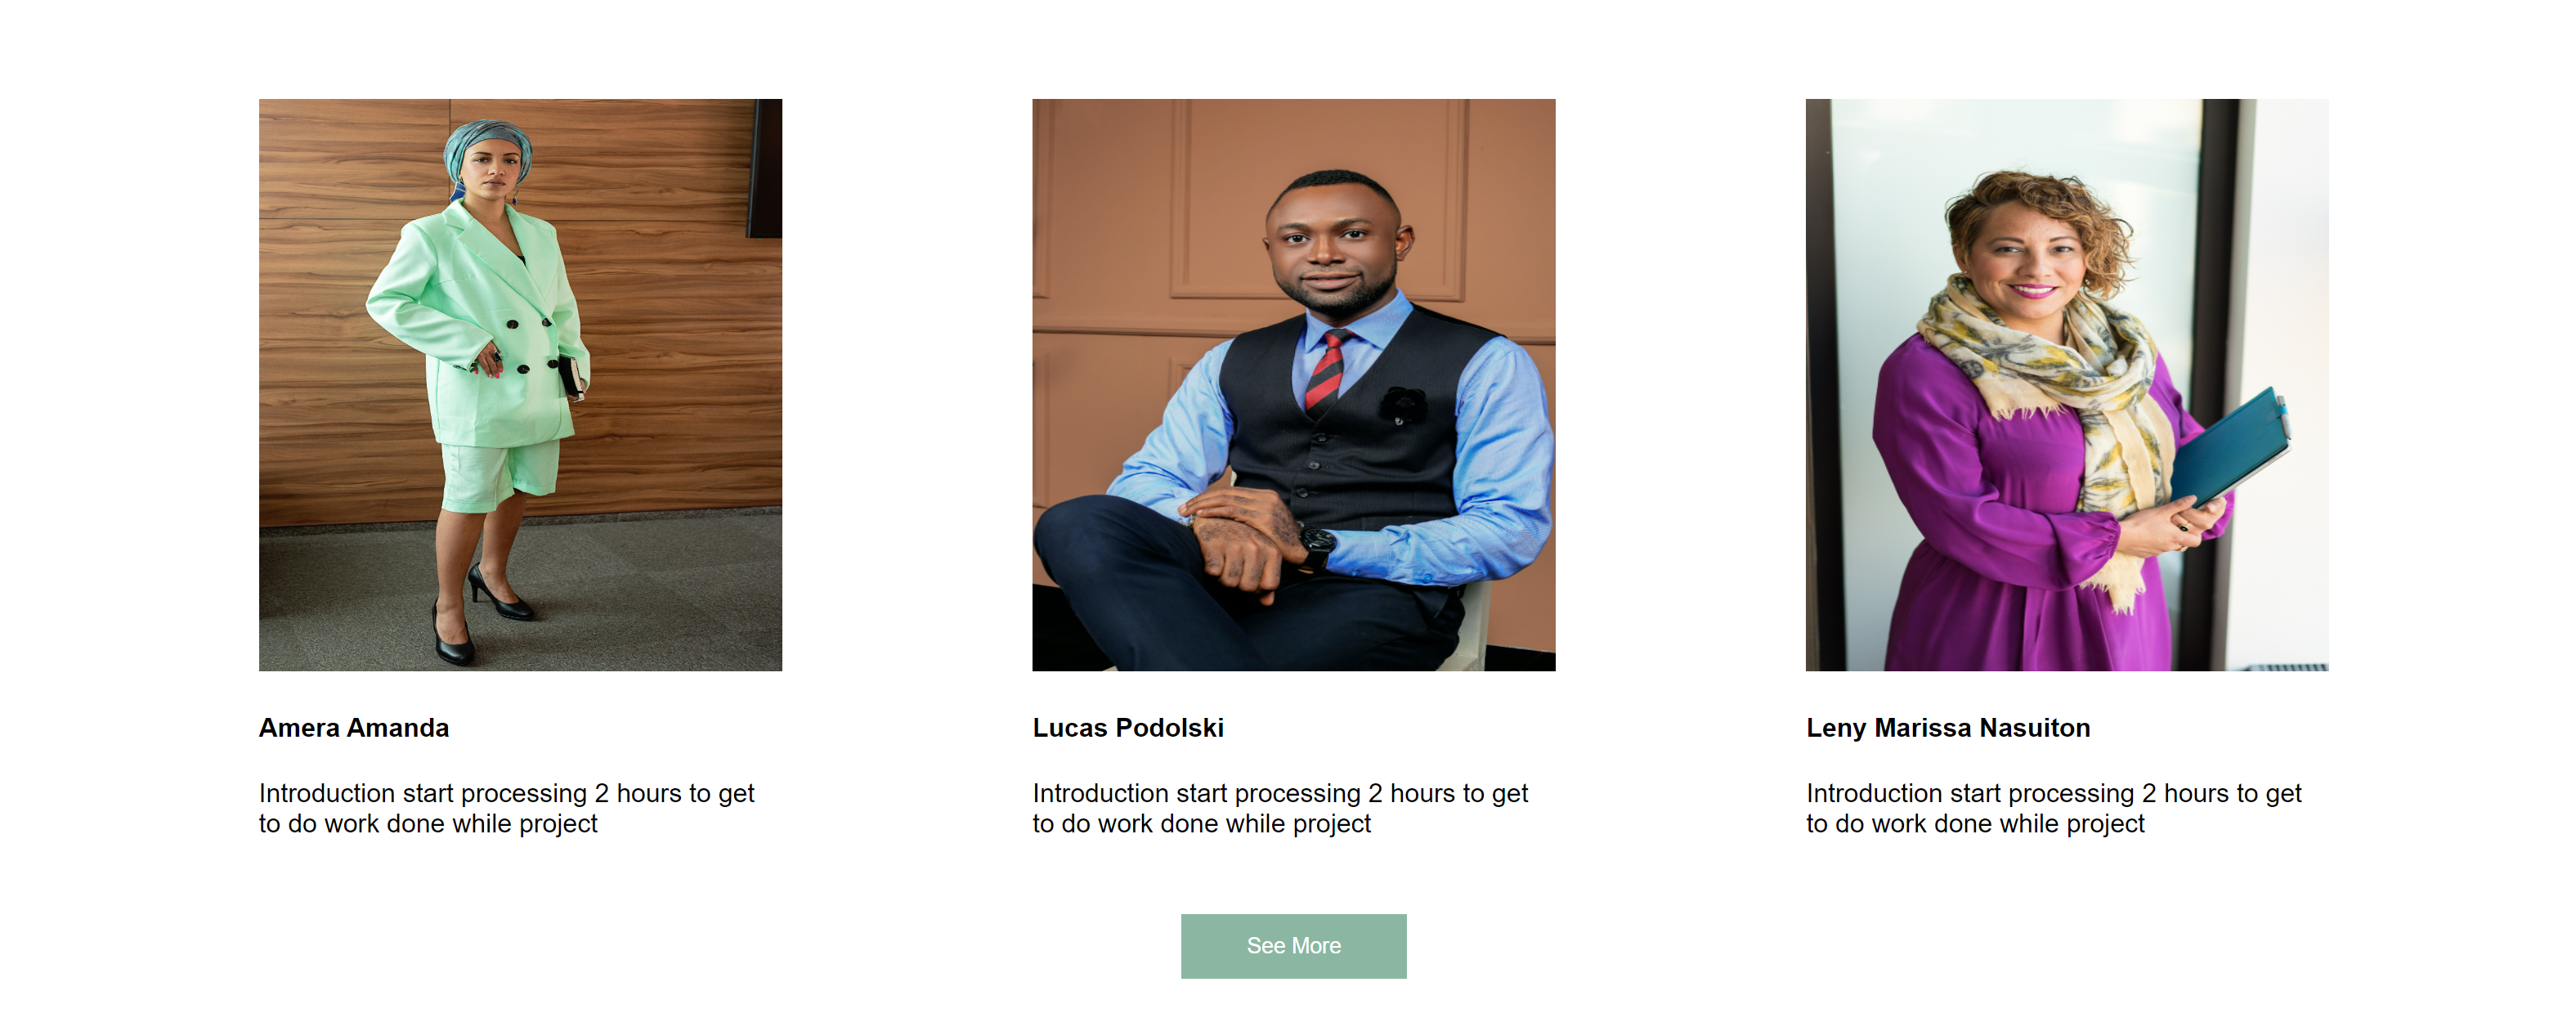 Amera Amanda
Introduction start processing 2 hours to get
to do work done while project
Lucas Podolski
Introduction start processing 2 hours to get
to do work done while project
Leny Marissa Nasuiton
Introduction start processing 2 hours to get
to do work done while project
See More